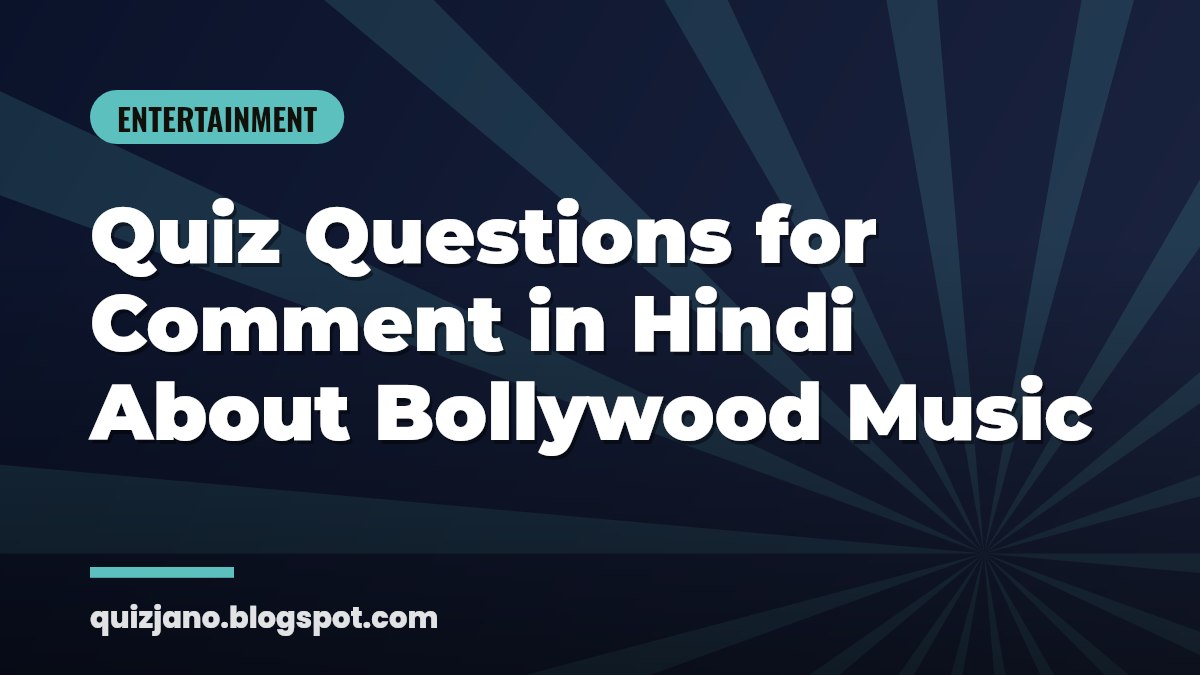 ENTERTAINMENT
Quiz Questions for
Comment in Hindi
About Bollywood Music
quizjano.blogspot.com